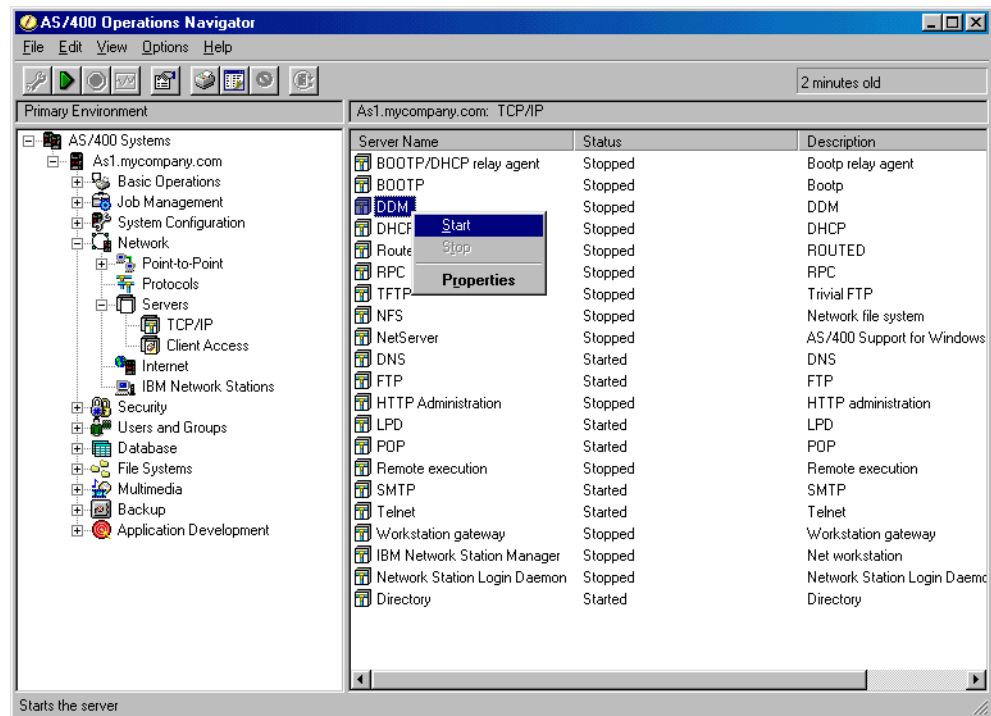 AS/400 Operations Navigator
File Edit View Options Help
2 minutes old
Primary Environment
As1.mycompany.com: TCP/IP
AS/400 Systems
As1.mycompany.com
Basic Operations
Job Management
System Configuration
Network
Point-to-Point
Protocols
Servers
TCP/IP
Client Access
Internet
IBM Network Stations
Security
Users and Groups
Database
File Systems
Multimedia
Backup
Application Development
Server Name Status Description
BOOTP/DHCP relay agent Stopped Bootp relay agent
BOOTP Stopped Bootp
DDM Stopped DDM
DHCP Stopped DHCP
Route Stopped ROUTED
RPC Stopped RPC
TFTP Stopped Trivial FTP
NFS Stopped Network file system
NetServer Stopped AS/400 Support for Windows
DNS Started DNS
FTP Started FTP
HTTP Administration Stopped HTTP administration
LPD Started LPD
POP Started POP
Remote execution Stopped Remote execution
SMTP Started SMTP
Telnet Started Telnet
Workstation gateway Stopped Workstation gateway
IBM Network Station Manager Stopped Net workstation
Network Station Login Daemon Stopped Network Station Login Daemo
Directory Started Directory
Start
Stop
Properties
Starts the server